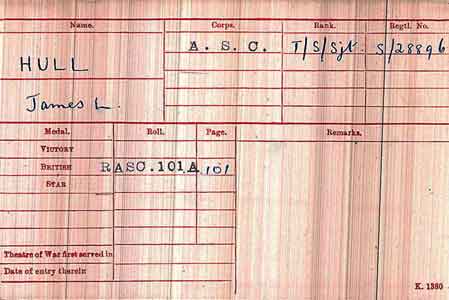 Name. Corps. Rank. Regtl. No.
A. S. C. T/S/Sjt. S/28896
HULL
James L.
Medal. Roll. Page. Remarks.
VICTORY
BRITISH RASC.101A 101
STAR
Theatre of War first served in
Date of entry therein
K. 1380